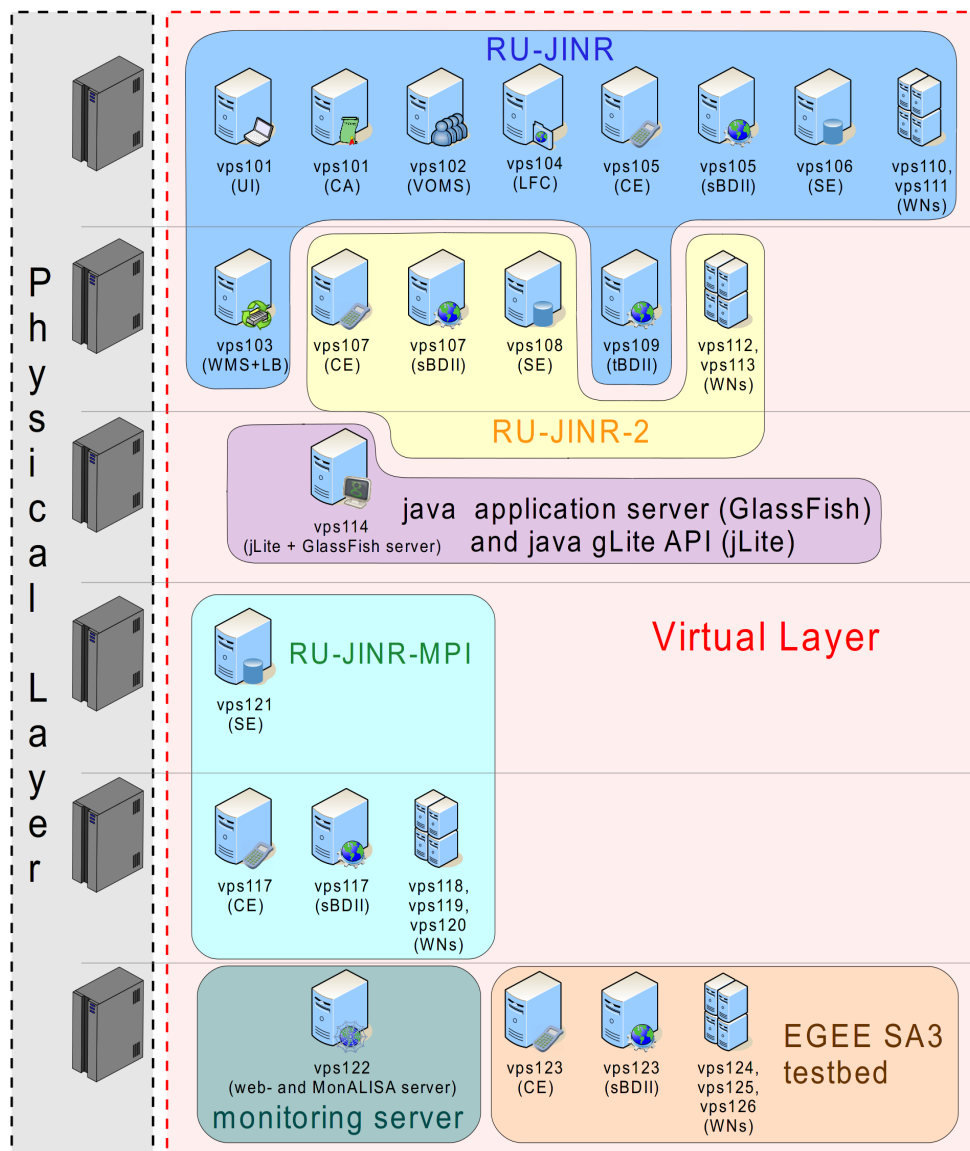 Physical Layer
RU-JINR
vps101
(UI)
vps101
(CA)
vps102
(VOMS)
vps104
(LFC)
vps105
(CE)
vps105
(sBDII)
vps106
(SE)
vps110,
vps111
(WNs)
vps103
(WMS+LB)
vps107
(CE)
vps107
(sBDII)
vps108
(SE)
vps109
(tBDII)
vps112,
vps113
(WNs)
RU-JINR-2
vps114
(jLite + GlassFish server)
java application server (GlassFish)
and java gLite API (jLite)
Virtual Layer
RU-JINR-MPI
vps121
(SE)
vps117
(CE)
vps117
(sBDII)
vps118,
vps119,
vps120
(WNs)
vps122
(web- and MonALISA server)
monitoring server
vps123
(CE)
vps123
(sBDII)
vps124,
vps125,
vps126
(WNs)
EGEE SA3
testbed